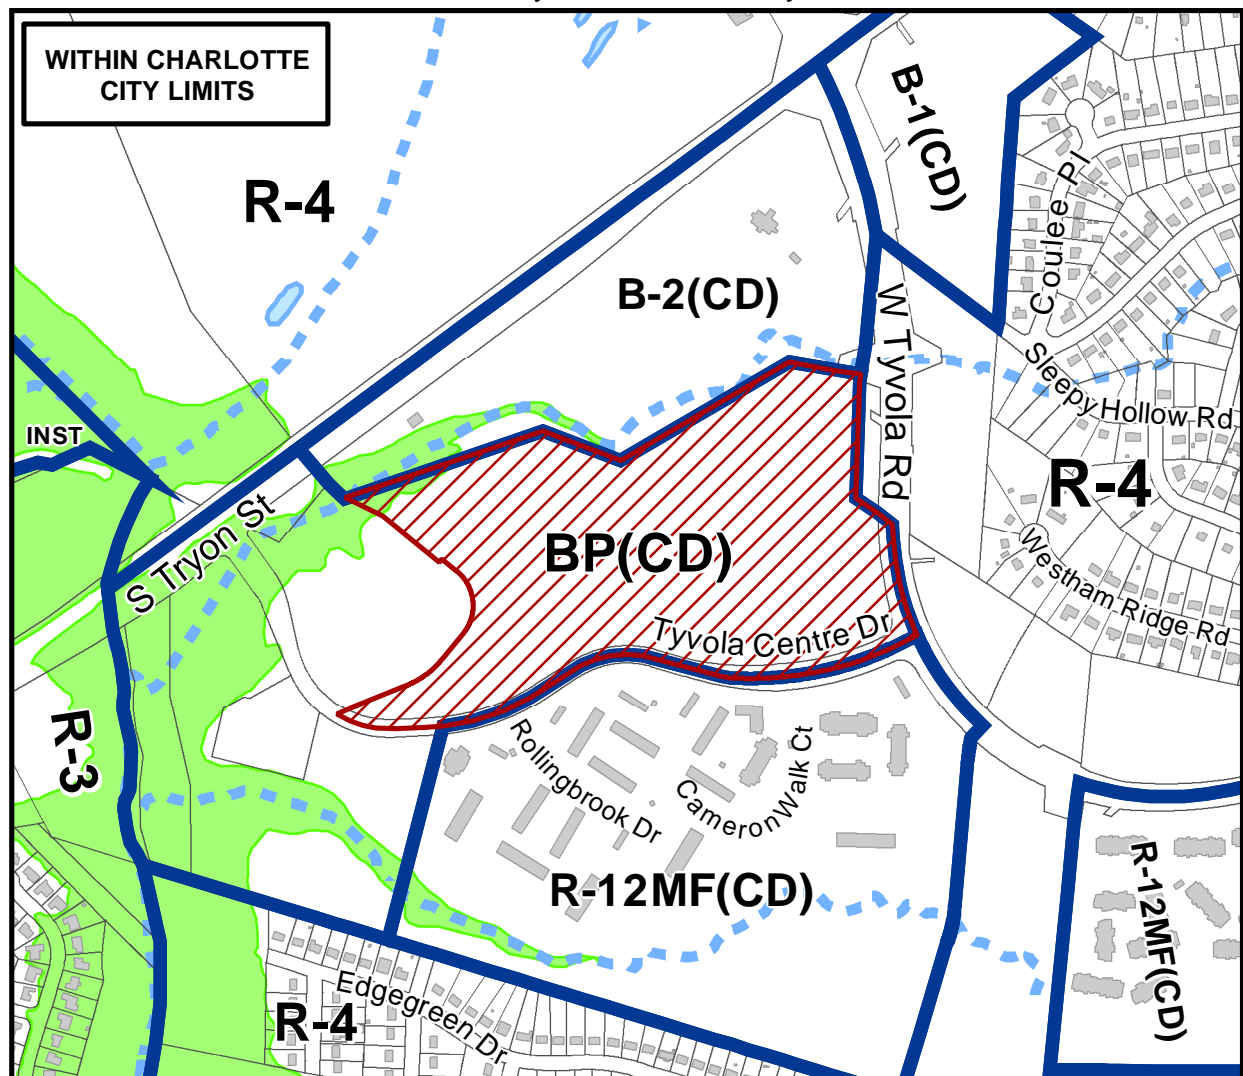 WITHIN CHARLOTTE
CITY LIMITS
B-1(CD)
R-4
Coulee Pl
B-2(CD)
W Tyvola Rd
Sleepy Hollow Rd
INST
R-4
S Tryon St
BP(CD)
Westham Ridge Rd
Tyvola Centre Dr
R-3
Rollingbrook Dr
Cameron Walk Ct
R-12MF(CD)
R-12MF(CD)
Edgegreen Dr
R-4